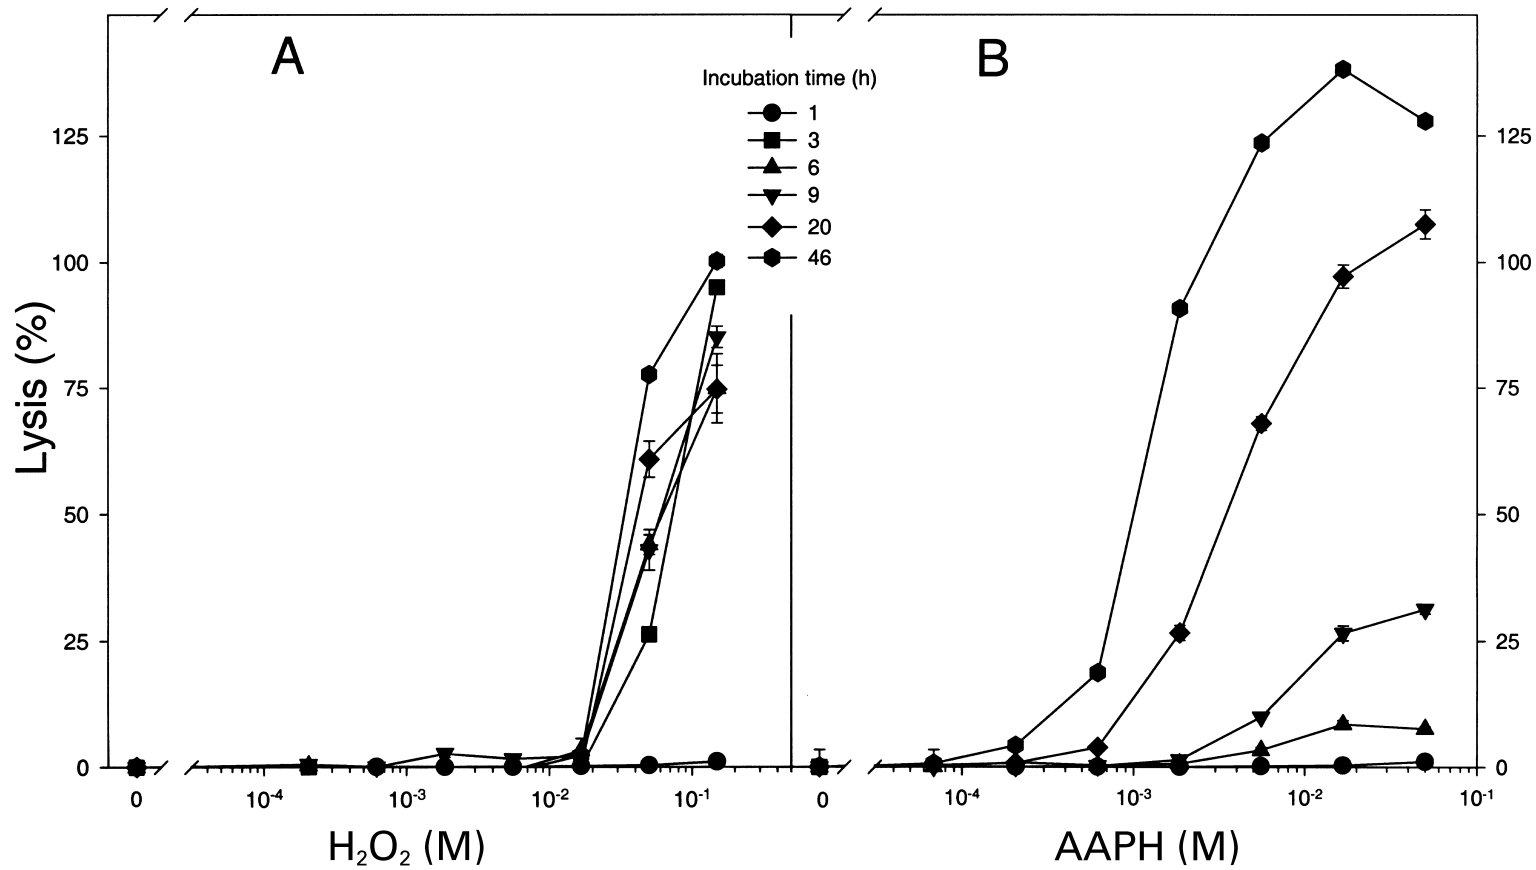 A
B
Incubation time (h)
1
3
6
9
20
46
Lysis (%)
125
100
75
50
25
0
125
100
75
50
25
0
0 10⁻⁴ 10⁻³ 10⁻² 10⁻¹ 0 10⁻⁴ 10⁻³ 10⁻² 10⁻¹
H₂O₂ (M)
AAPH (M)